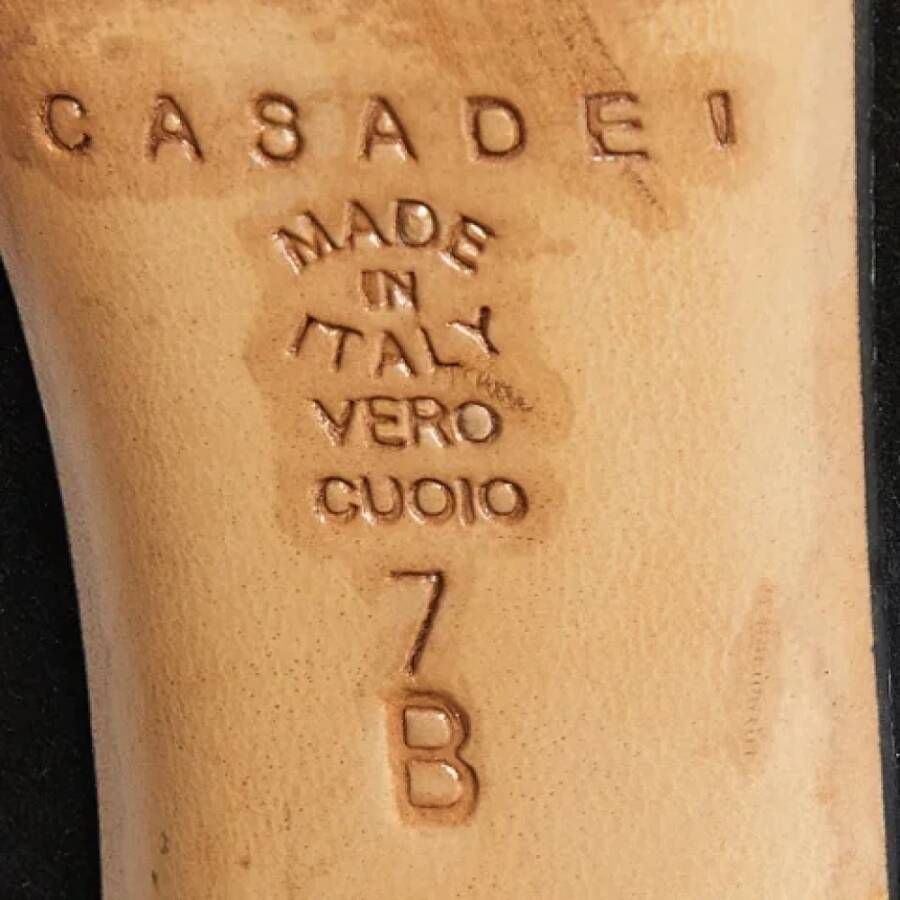 CASADEI
MADE
IN
ITALY
VERO
CUOIO
7
B